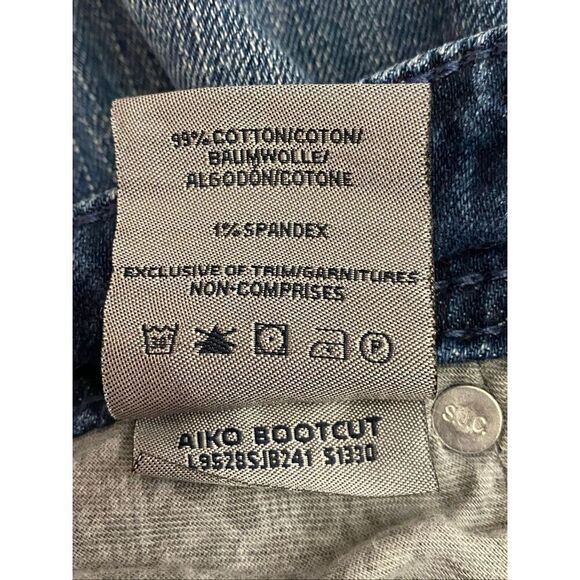 99% COTTON/COTON/
BAUMWOLLE/
ALGODÓN/COTONE
1% SPANDEX
EXCLUSIVE OF TRIM/GARNITURES
NON-COMPRISES
30°
P
AIKO BOOTCUT
L9528SJB241 S1330
S&C.